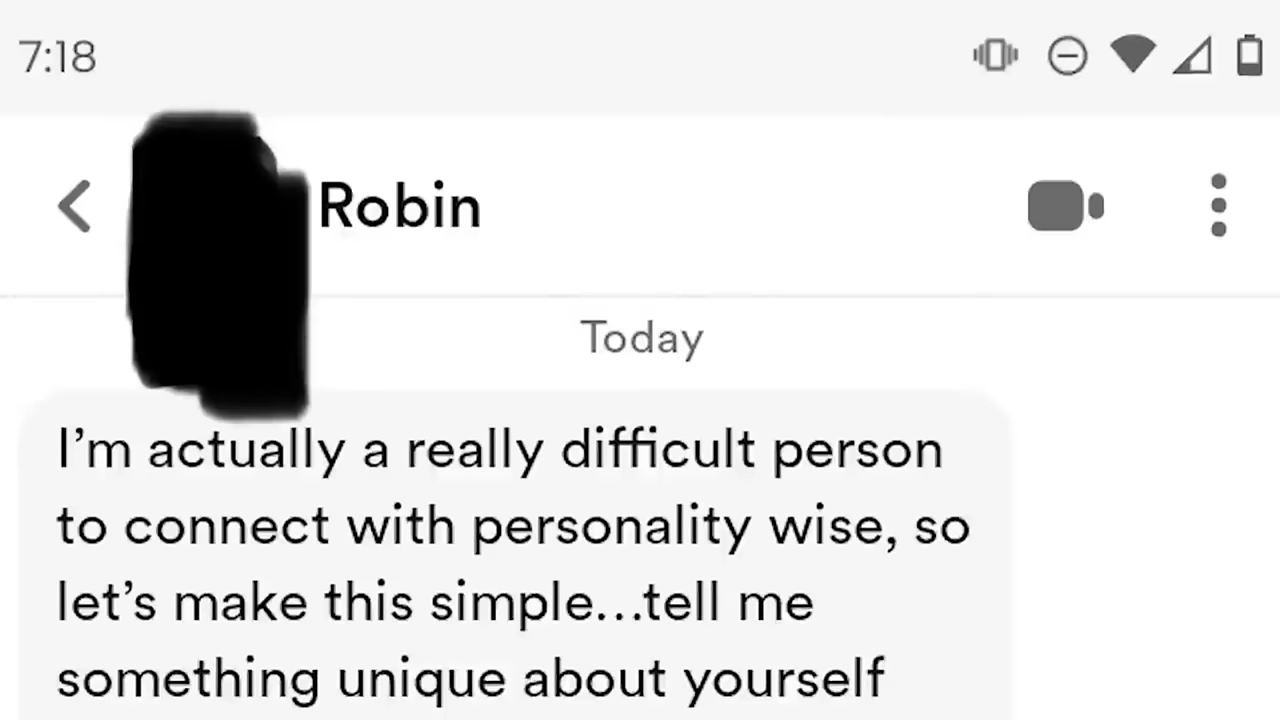 7:18
Robin
Today
I’m actually a really difficult person
to connect with personality wise, so
let’s make this simple...tell me
something unique about yourself